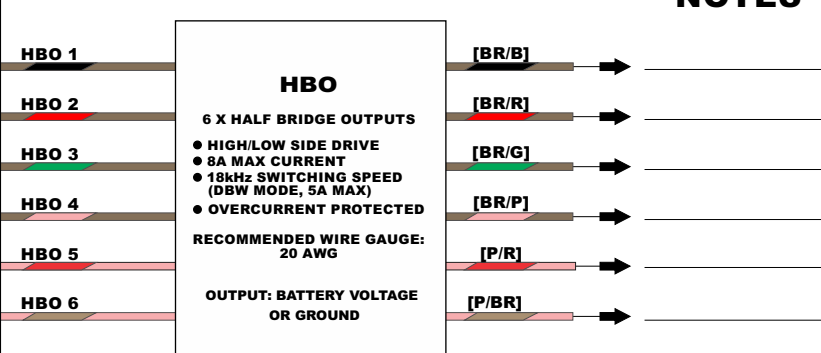 NOTES
HBO 1
HBO 2
HBO 3
HBO 4
HBO 5
HBO 6
HBO
6 X HALF BRIDGE OUTPUTS
● HIGH/LOW SIDE DRIVE
● 8A MAX CURRENT
● 18kHz SWITCHING SPEED
(DBW MODE, 5A MAX)
● OVERCURRENT PROTECTED
RECOMMENDED WIRE GAUGE:
20 AWG
OUTPUT: BATTERY VOLTAGE
OR GROUND
[BR/B]
[BR/R]
[BR/G]
[BR/P]
[P/R]
[P/BR]